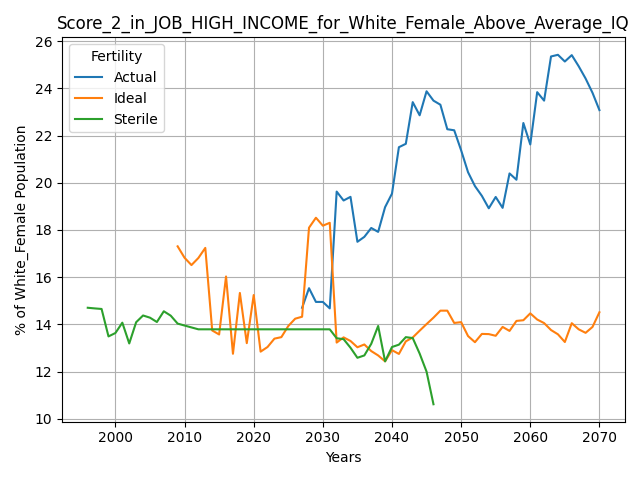 Score_2_in_JOB_HIGH_INCOME_for_White_Female_Above_Average_IQ
Fertility
Actual
Ideal
Sterile
% of White_Female Population
26
24
22
20
18
16
14
12
10
2000 2010 2020 2030 2040 2050 2060 2070
Years